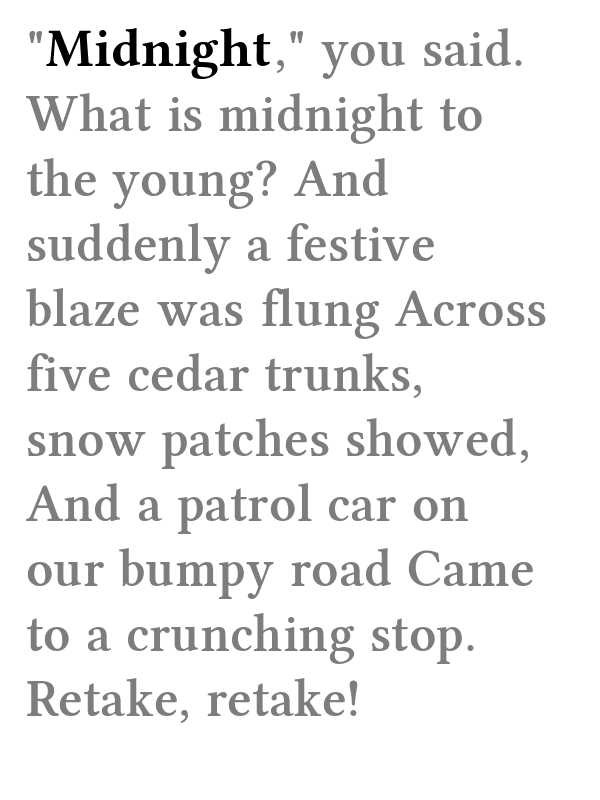 "Midnight," you said.
What is midnight to
the young? And
suddenly a festive
blaze was flung Across
five cedar trunks,
snow patches showed,
And a patrol car on
our bumpy road Came
to a crunching stop.
Retake, retake!